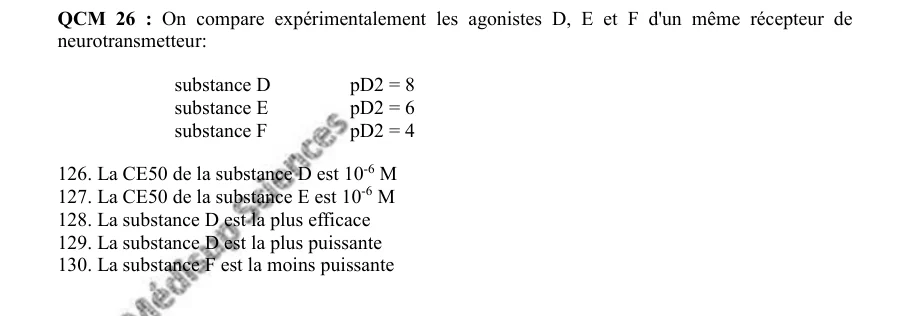 QCM 26 : On compare expérimentalement les agonistes D, E et F d'un même récepteur de
neurotransmetteur:
substance D pD2 = 8
substance E pD2 = 6
substance F pD2 = 4
126. La CE50 de la substance D est 10⁻⁶ M
127. La CE50 de la substance E est 10⁻⁶ M
128. La substance D est la plus efficace
129. La substance D est la plus puissante
130. La substance F est la moins puissante
Médisup Sciences